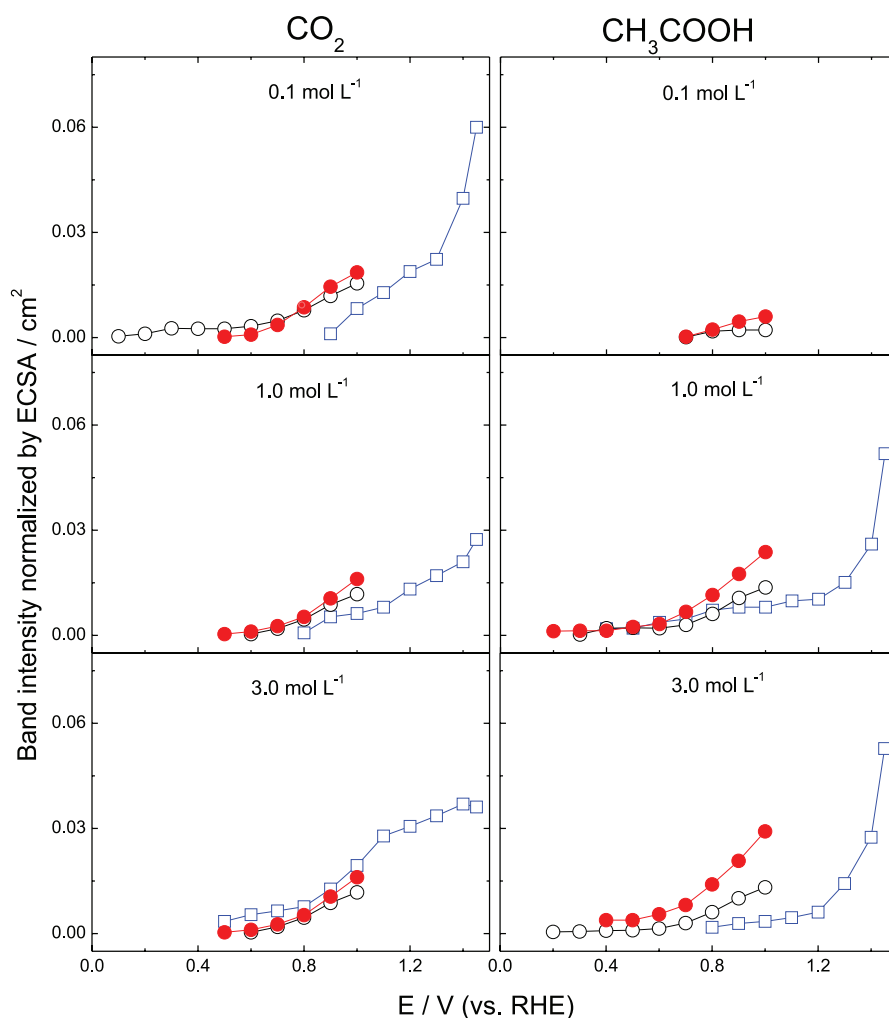 CO₂
CH₃COOH
0.1 mol L⁻¹
0.1 mol L⁻¹
0.06
0.03
0.00
1.0 mol L⁻¹
1.0 mol L⁻¹
0.06
0.03
0.00
3.0 mol L⁻¹
3.0 mol L⁻¹
0.06
0.03
0.00
Band intensity normalized by ECSA / cm²
0.0 0.4 0.8 1.2 0.0 0.4 0.8 1.2
E / V (vs. RHE)